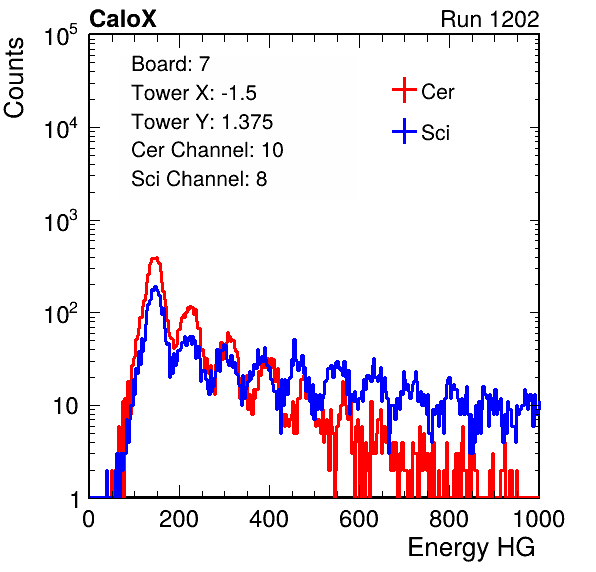 CaloX Run 1202
Counts
Board: 7
Tower X: -1.5
Tower Y: 1.375
Cer Channel: 10
Sci Channel: 8
Cer
Sci
10^5
10^4
10^3
10^2
10
1
0 200 400 600 800 1000
Energy HG